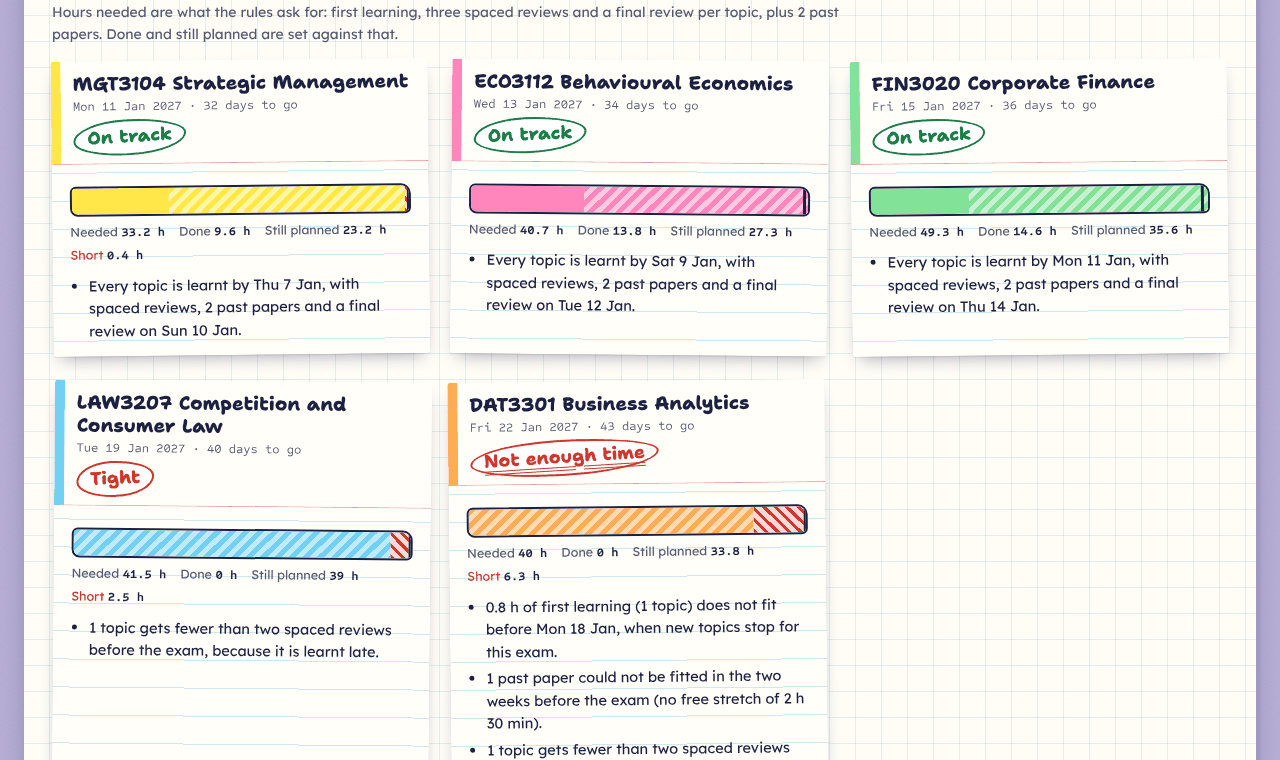 Hours needed are what the rules ask for: first learning, three spaced reviews and a final review per topic, plus 2 past
papers. Done and still planned are set against that.
MGT3104 Strategic Management
Mon 11 Jan 2027 · 32 days to go
On track
Needed 33.2 h Done 9.6 h Still planned 23.2 h
Short 0.4 h
• Every topic is learnt by Thu 7 Jan, with
spaced reviews, 2 past papers and a final
review on Sun 10 Jan.
ECO3112 Behavioural Economics
Wed 13 Jan 2027 · 34 days to go
On track
Needed 40.7 h Done 13.8 h Still planned 27.3 h
• Every topic is learnt by Sat 9 Jan, with
spaced reviews, 2 past papers and a final
review on Tue 12 Jan.
FIN3020 Corporate Finance
Fri 15 Jan 2027 · 36 days to go
On track
Needed 49.3 h Done 14.6 h Still planned 35.6 h
• Every topic is learnt by Mon 11 Jan, with
spaced reviews, 2 past papers and a final
review on Thu 14 Jan.
LAW3207 Competition and
Consumer Law
Tue 19 Jan 2027 · 40 days to go
Tight
Needed 41.5 h Done 0 h Still planned 39 h
Short 2.5 h
• 1 topic gets fewer than two spaced reviews
before the exam, because it is learnt late.
DAT3301 Business Analytics
Fri 22 Jan 2027 · 43 days to go
Not enough time
Needed 40 h Done 0 h Still planned 33.8 h
Short 6.3 h
• 0.8 h of first learning (1 topic) does not fit
before Mon 18 Jan, when new topics stop for
this exam.
• 1 past paper could not be fitted in the two
weeks before the exam (no free stretch of 2 h
30 min).
• 1 topic gets fewer than two spaced reviews